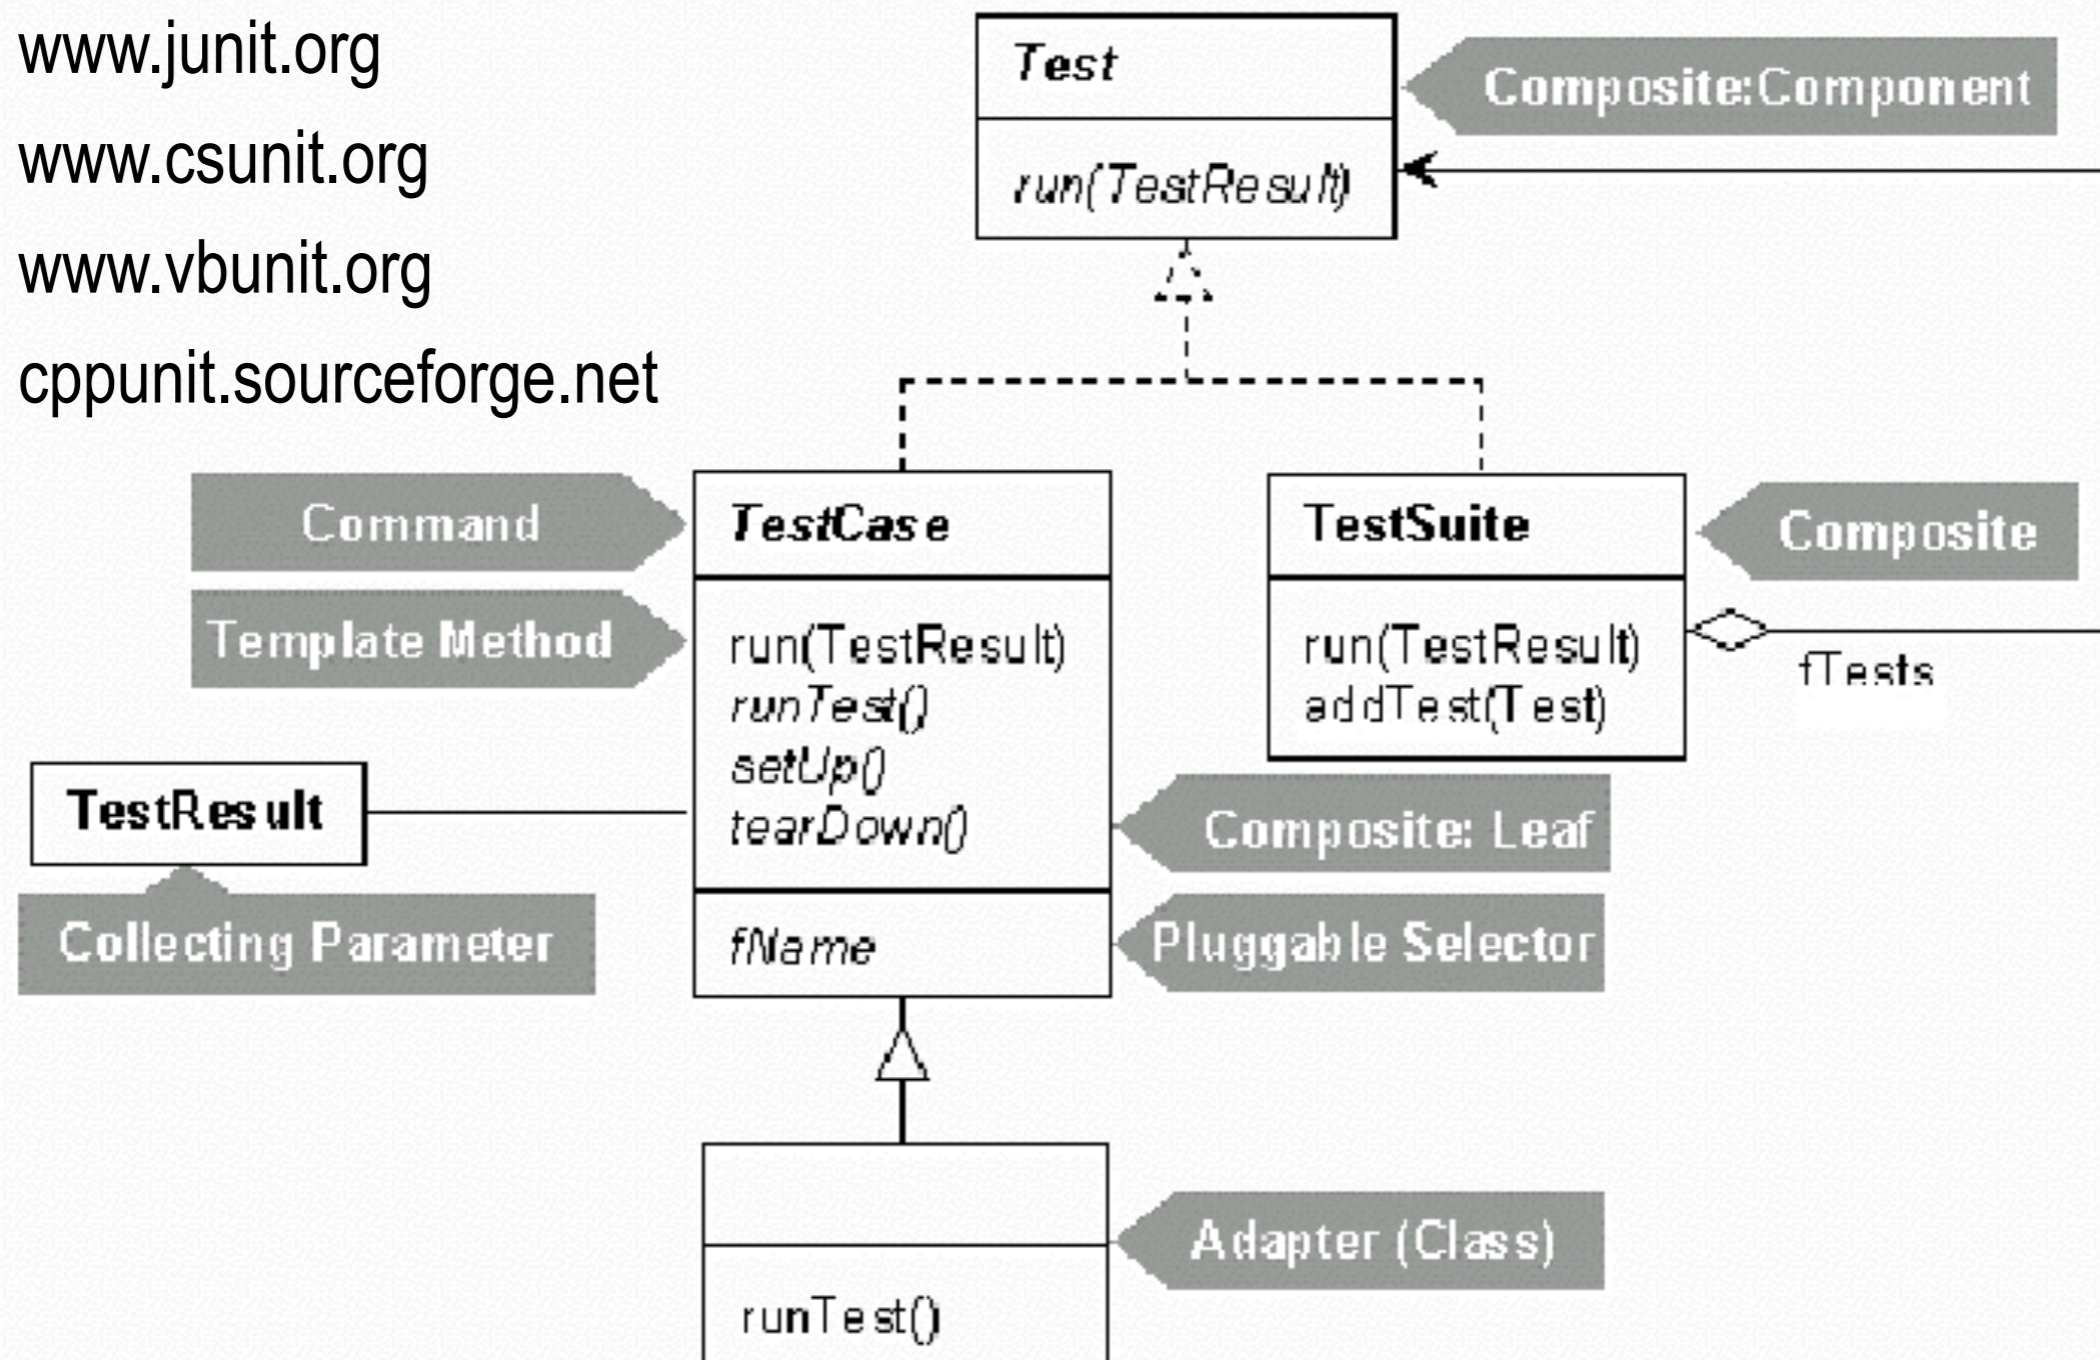 www.junit.org
www.csunit.org
www.vbunit.org
cppunit.sourceforge.net
Test
run(TestResult)
Composite:Component
Command
Template Method
TestCase
run(TestResult)
runTest()
setUp()
tearDown()
fName
TestSuite
run(TestResult)
addTest(Test)
Composite
fTests
TestResult
Collecting Parameter
Composite: Leaf
Pluggable Selector
runTest()
Adapter (Class)